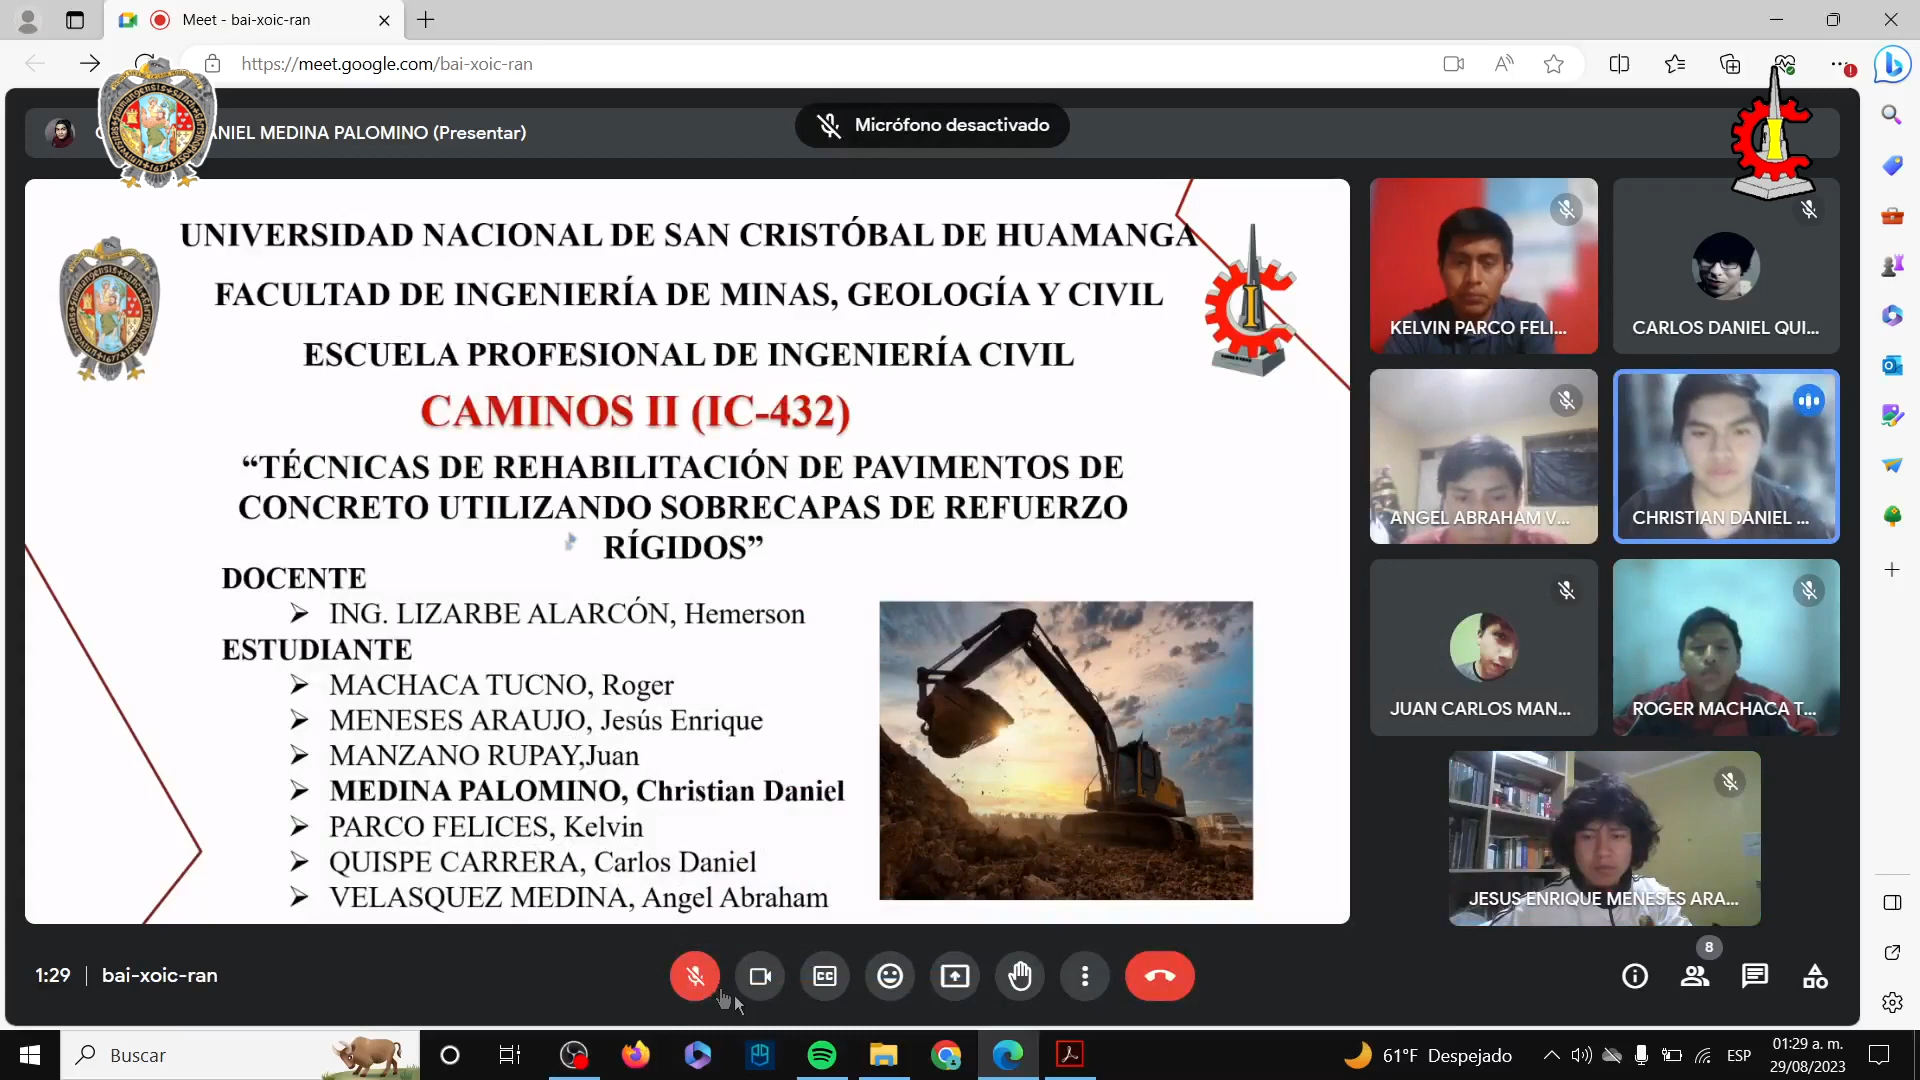 Meet - bai-xoic-ran
https://meet.google.com/bai-xoic-ran
ANIEL MEDINA PALOMINO (Presentar)
Micrófono desactivado
UNIVERSIDAD NACIONAL DE SAN CRISTÓBAL DE HUAMANGA
FACULTAD DE INGENIERÍA DE MINAS, GEOLOGÍA Y CIVIL
ESCUELA PROFESIONAL DE INGENIERÍA CIVIL
CAMINOS II (IC-432)
“TÉCNICAS DE REHABILITACIÓN DE PAVIMENTOS DE
CONCRETO UTILIZANDO SOBRECAPAS DE REFUERZO
RÍGIDOS”
DOCENTE
➢ ING. LIZARBE ALARCÓN, Hemerson
ESTUDIANTE
➢ MACHACA TUCNO, Roger
➢ MENESES ARAUJO, Jesús Enrique
➢ MANZANO RUPAY,Juan
➢ MEDINA PALOMINO, Christian Daniel
➢ PARCO FELICES, Kelvin
➢ QUISPE CARRERA, Carlos Daniel
➢ VELASQUEZ MEDINA, Angel Abraham
KELVIN PARCO FELI...
CARLOS DANIEL QUI...
ANGEL ABRAHAM V...
CHRISTIAN DANIEL ...
JUAN CARLOS MAN...
ROGER MACHACA T...
JESUS ENRIQUE MENESES ARA...
1:29 | bai-xoic-ran
8
Buscar
61°F Despejado
ESP
01:29 a. m.
29/08/2023